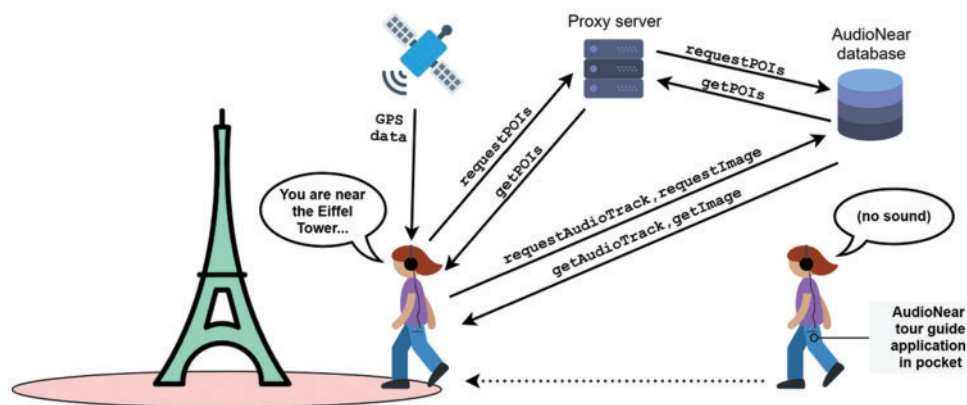 Proxy server
AudioNear
database
requestPOIs
getPOIs
GPS
data
requestPOIs
getPOIs
You are near
the Eiffel
Tower...
requestAudioTrack,requestImage
getAudioTrack,getImage
(no sound)
AudioNear
tour guide
application
in pocket